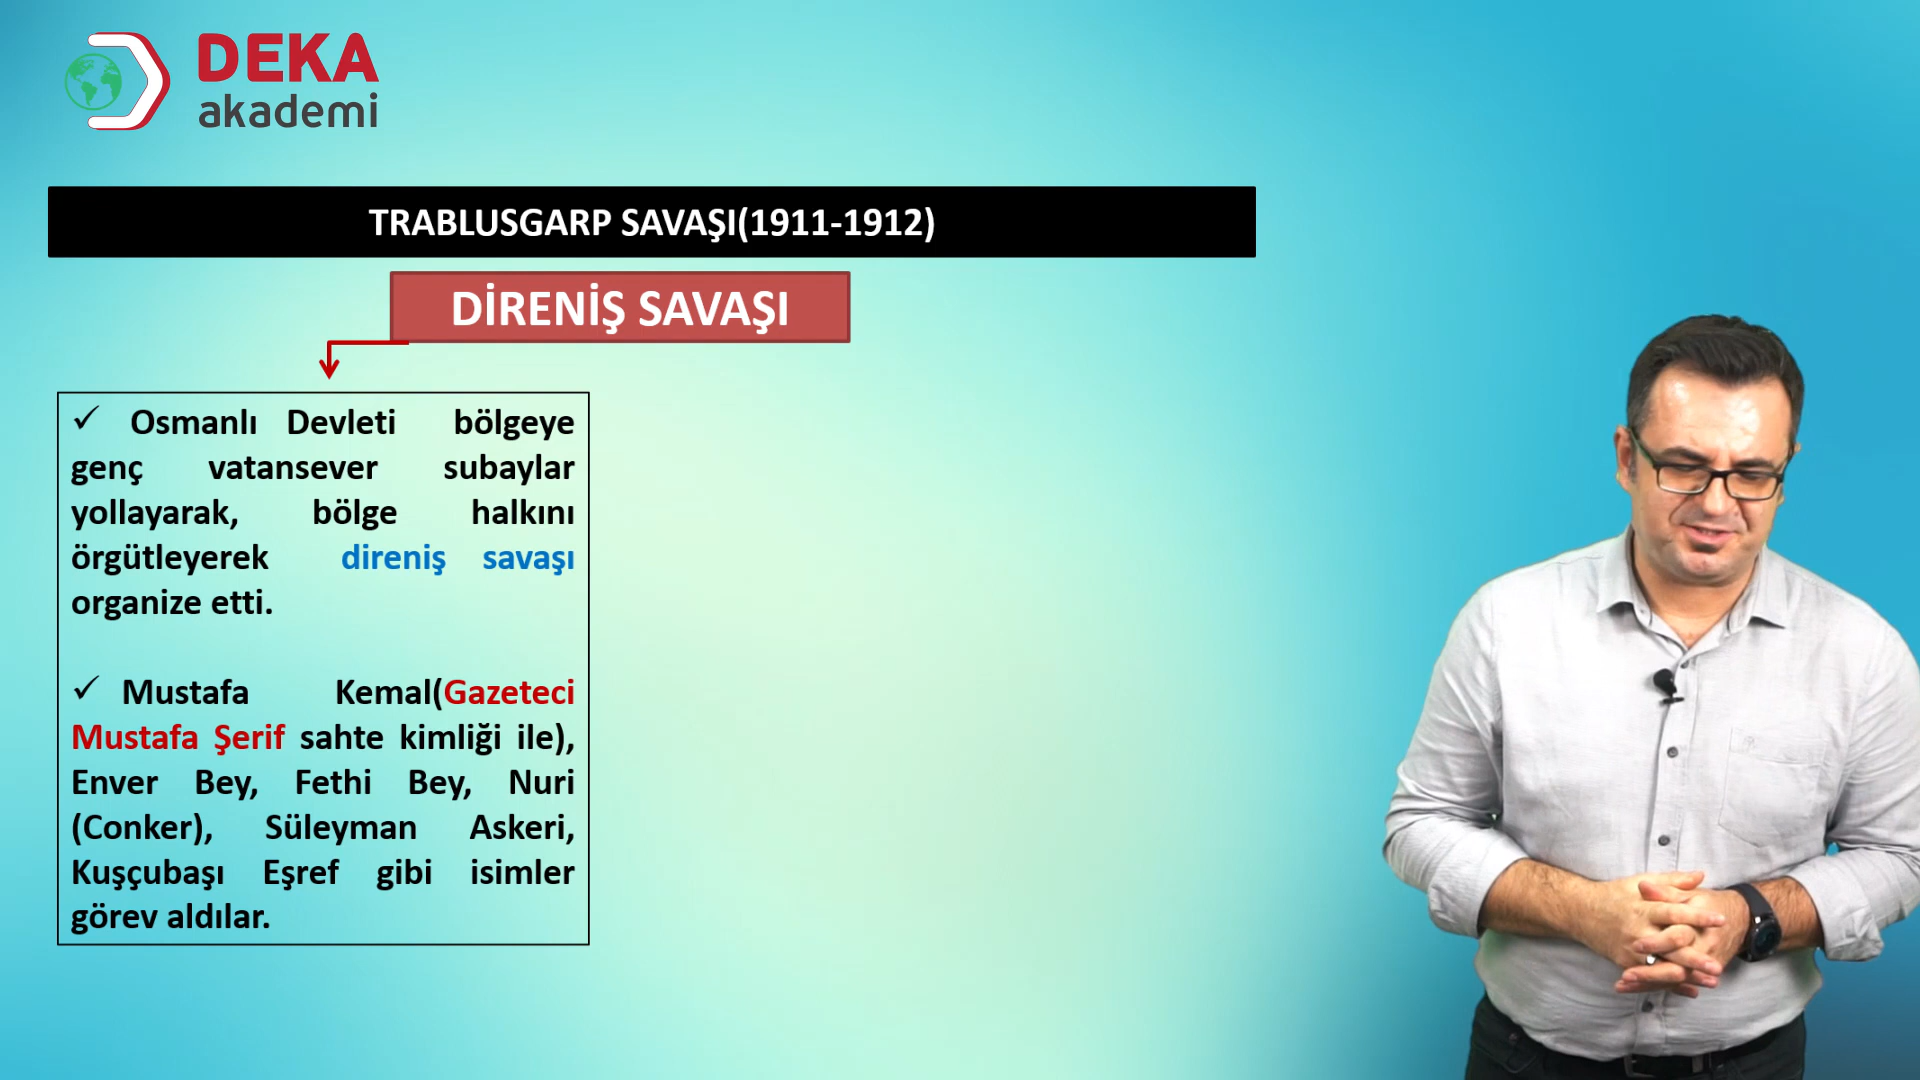 DEKA
akademi
TRABLUSGARP SAVAŞI(1911-1912)
DİRENİŞ SAVAŞI
✓ Osmanlı Devleti bölgeye
genç vatansever subaylar
yollayarak, bölge halkını
örgütleyerek direniş savaşı
organize etti.
✓ Mustafa Kemal(Gazeteci
Mustafa Şerif sahte kimliği ile),
Enver Bey, Fethi Bey, Nuri
(Conker), Süleyman Askeri,
Kuşçubaşı Eşref gibi isimler
görev aldılar.